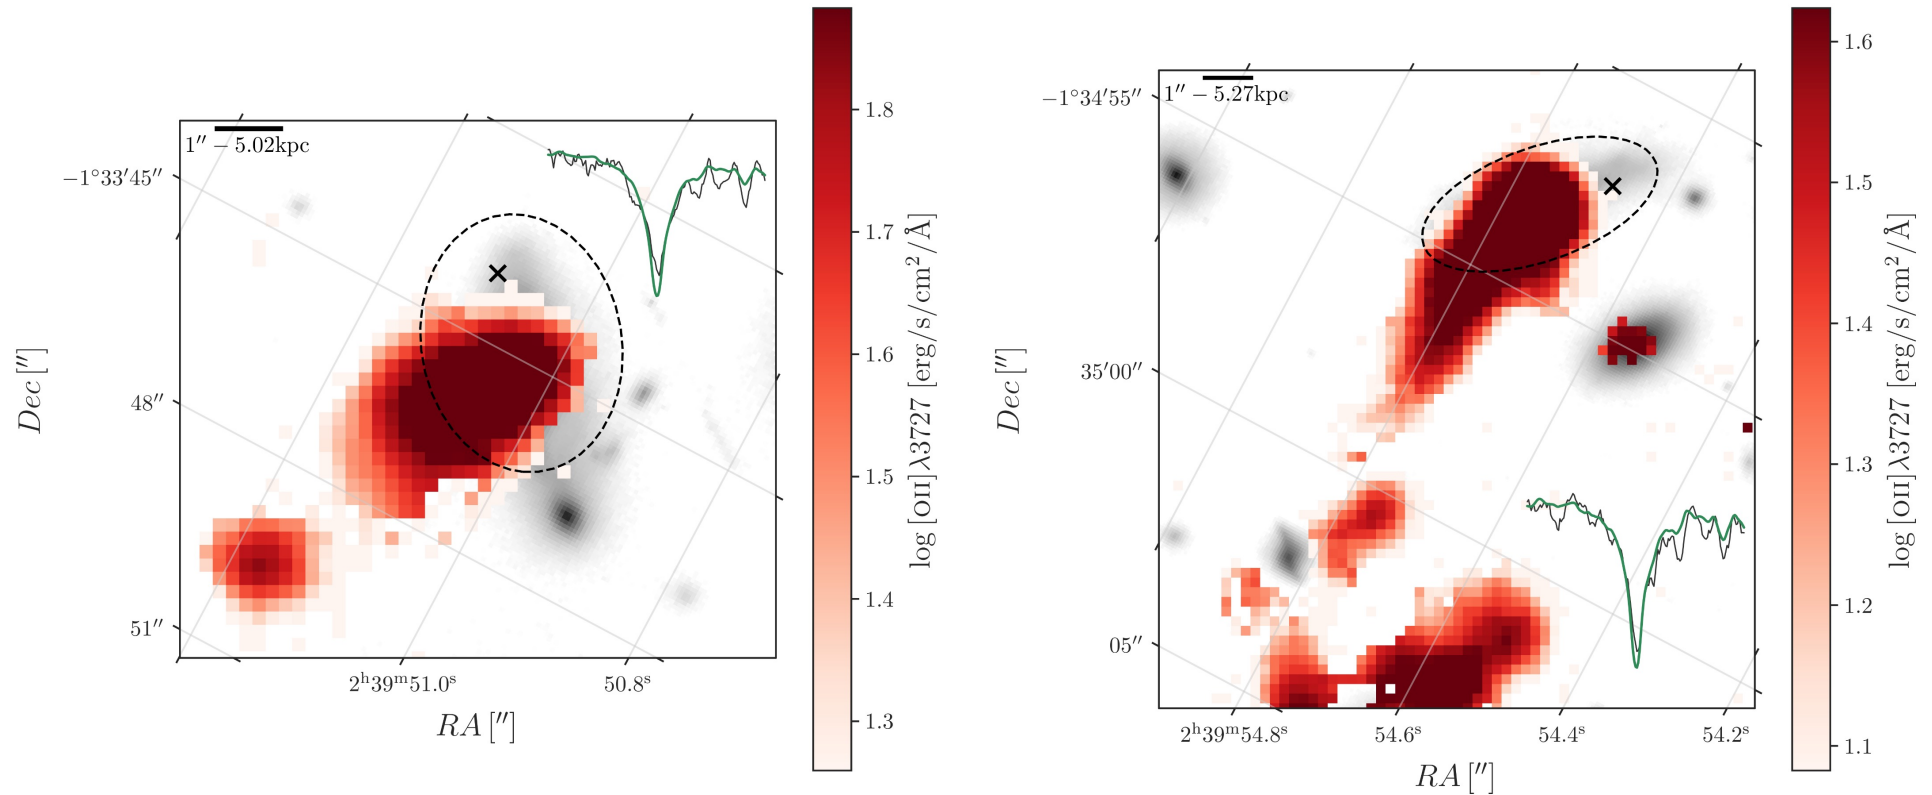 1″ − 5.02kpc
−1°33′45″
48″
51″
Dec [″]
2ʰ39ᵐ51.0ˢ
50.8ˢ
RA [″]
1.8
1.7
1.6
1.5
1.4
1.3
log [OII]λ3727 [erg/s/cm²/Å]
1″ − 5.27kpc
−1°34′55″
35′00″
05″
Dec [″]
2ʰ39ᵐ54.8ˢ
54.6ˢ
54.4ˢ
54.2ˢ
RA [″]
1.6
1.5
1.4
1.3
1.2
1.1
log [OII]λ3727 [erg/s/cm²/Å]